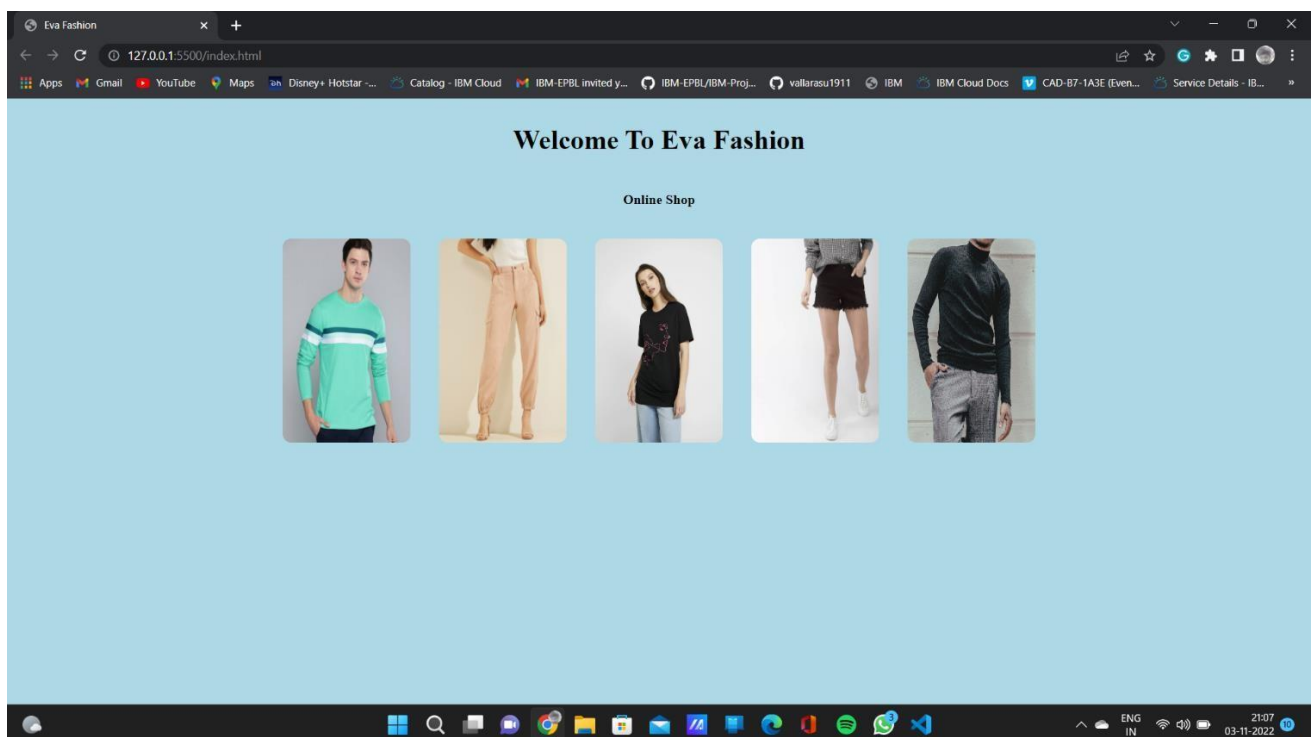 Eva Fashion
127.0.0.1:5500/index.html
Apps Gmail YouTube Maps Disney+ Hotstar -... Catalog - IBM Cloud IBM-EPBL invited y... IBM-EPBL/IBM-Proj... vallarasu1911 IBM IBM Cloud Docs CAD-B7-1A3E (Even... Service Details - IB... »
Welcome To Eva Fashion
Online Shop
ENG 21:07
IN 03-11-2022 10